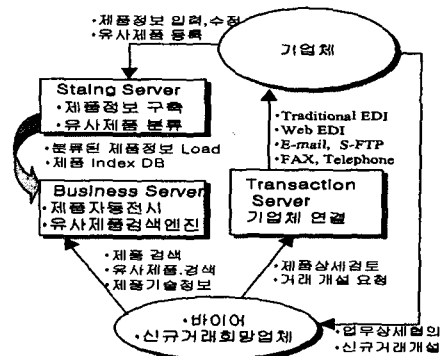 •제품정보 입력,수정
•유사제품 등록
기업체
Staing Server
•제품정보 구축
•유사제품 분류
•Traditional EDI
•Web EDI
•E-mail, S-FTP
•FAX, Telephone
•분류된 제품정보 Load
•제품 Index DB
Business Server
•제품자동전시
•유사제품검색엔진
Transaction
Server
기업체 연결
•제품 검색
•유사제품.검색
•제품기술정보
•제품상세검토
•거래 개설 요청
•바이어
•신규거래희망업체
•업무상세협의
•신규거래개설